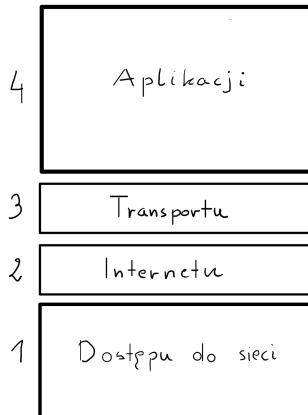 4 Aplikacji
3 Transportu
2 Internetu
1 Dostępu do sieci